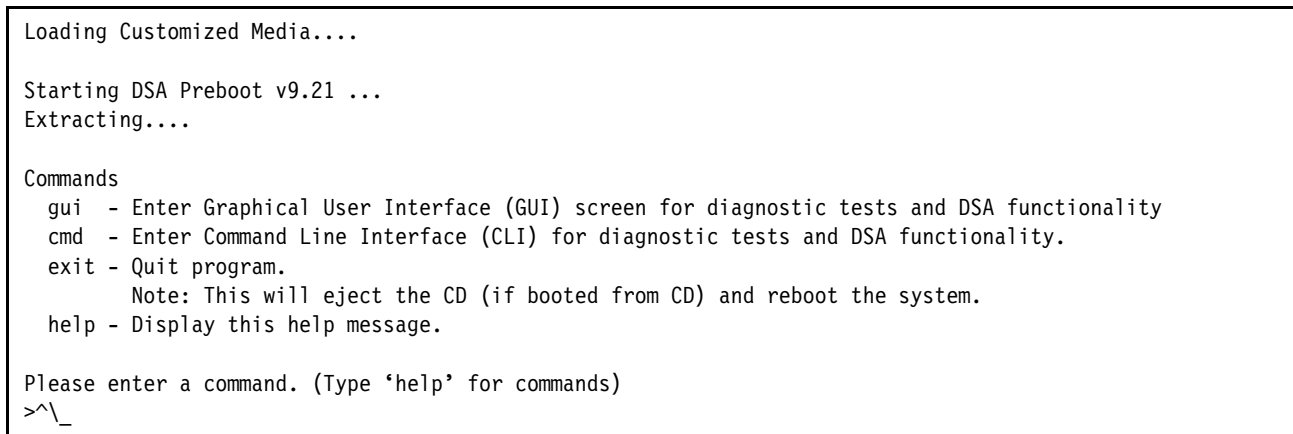 Loading Customized Media....
Starting DSA Preboot v9.21 ...
Extracting....
Commands
gui - Enter Graphical User Interface (GUI) screen for diagnostic tests and DSA functionality
cmd - Enter Command Line Interface (CLI) for diagnostic tests and DSA functionality.
exit - Quit program.
Note: This will eject the CD (if booted from CD) and reboot the system.
help - Display this help message.
Please enter a command. (Type ‘help’ for commands)
>^\_